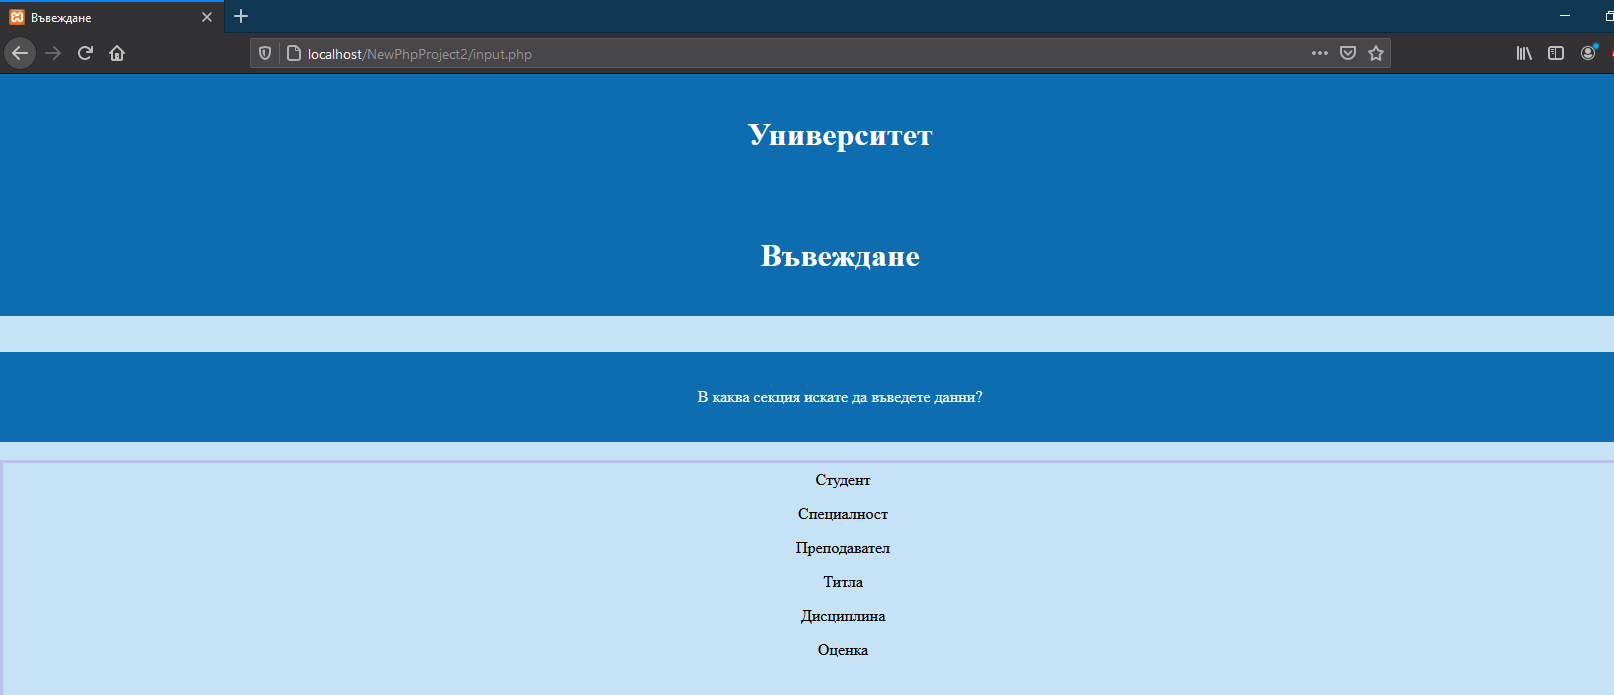 Въвеждане
localhost/NewPhpProject2/input.php
Университет
Въвеждане
В каква секция искате да въведете данни?
Студент
Специалност
Преподавател
Титла
Дисциплина
Оценка